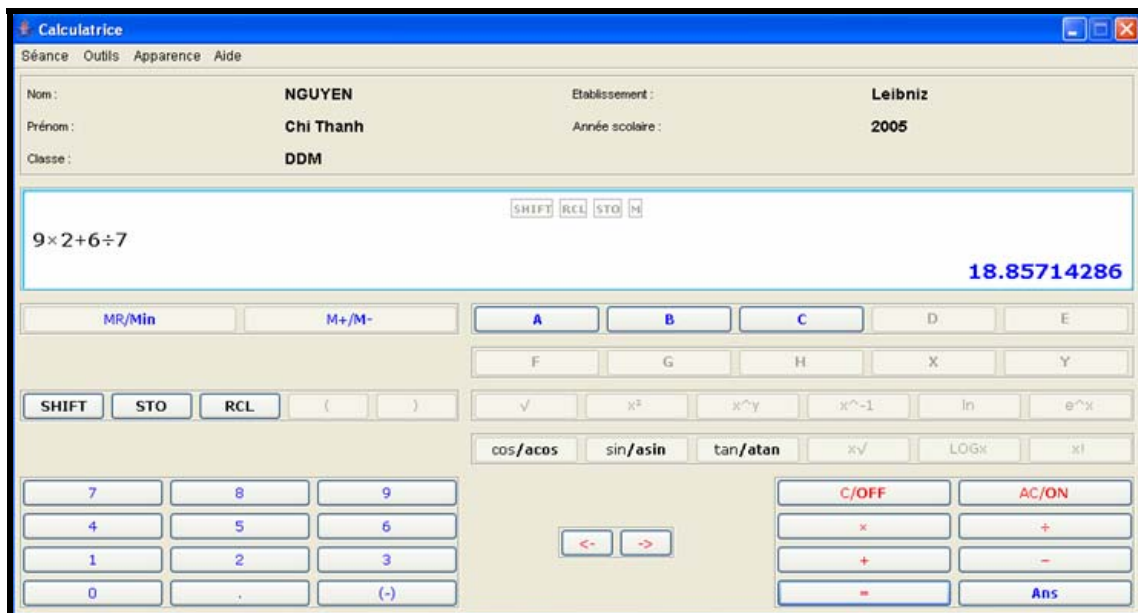 Calculatrice
Séance Outils Apparence Aide
Nom : NGUYEN Etablissement : Leibniz
Prénom : Chi Thanh Année scolaire : 2005
Classe : DDM
SHIFT RCL STO M
9×2+6÷7
18.85714286
MR/Min M+/M- A B C D E
F G H X Y
SHIFT STO RCL ( ) √ x² x^y x^-1 ln e^x
cos/acos sin/asin tan/atan x√ LOGx x!
7 8 9 C/OFF AC/ON
4 5 6 × ÷
<- ->
1 2 3 + −
0 . (-) = Ans